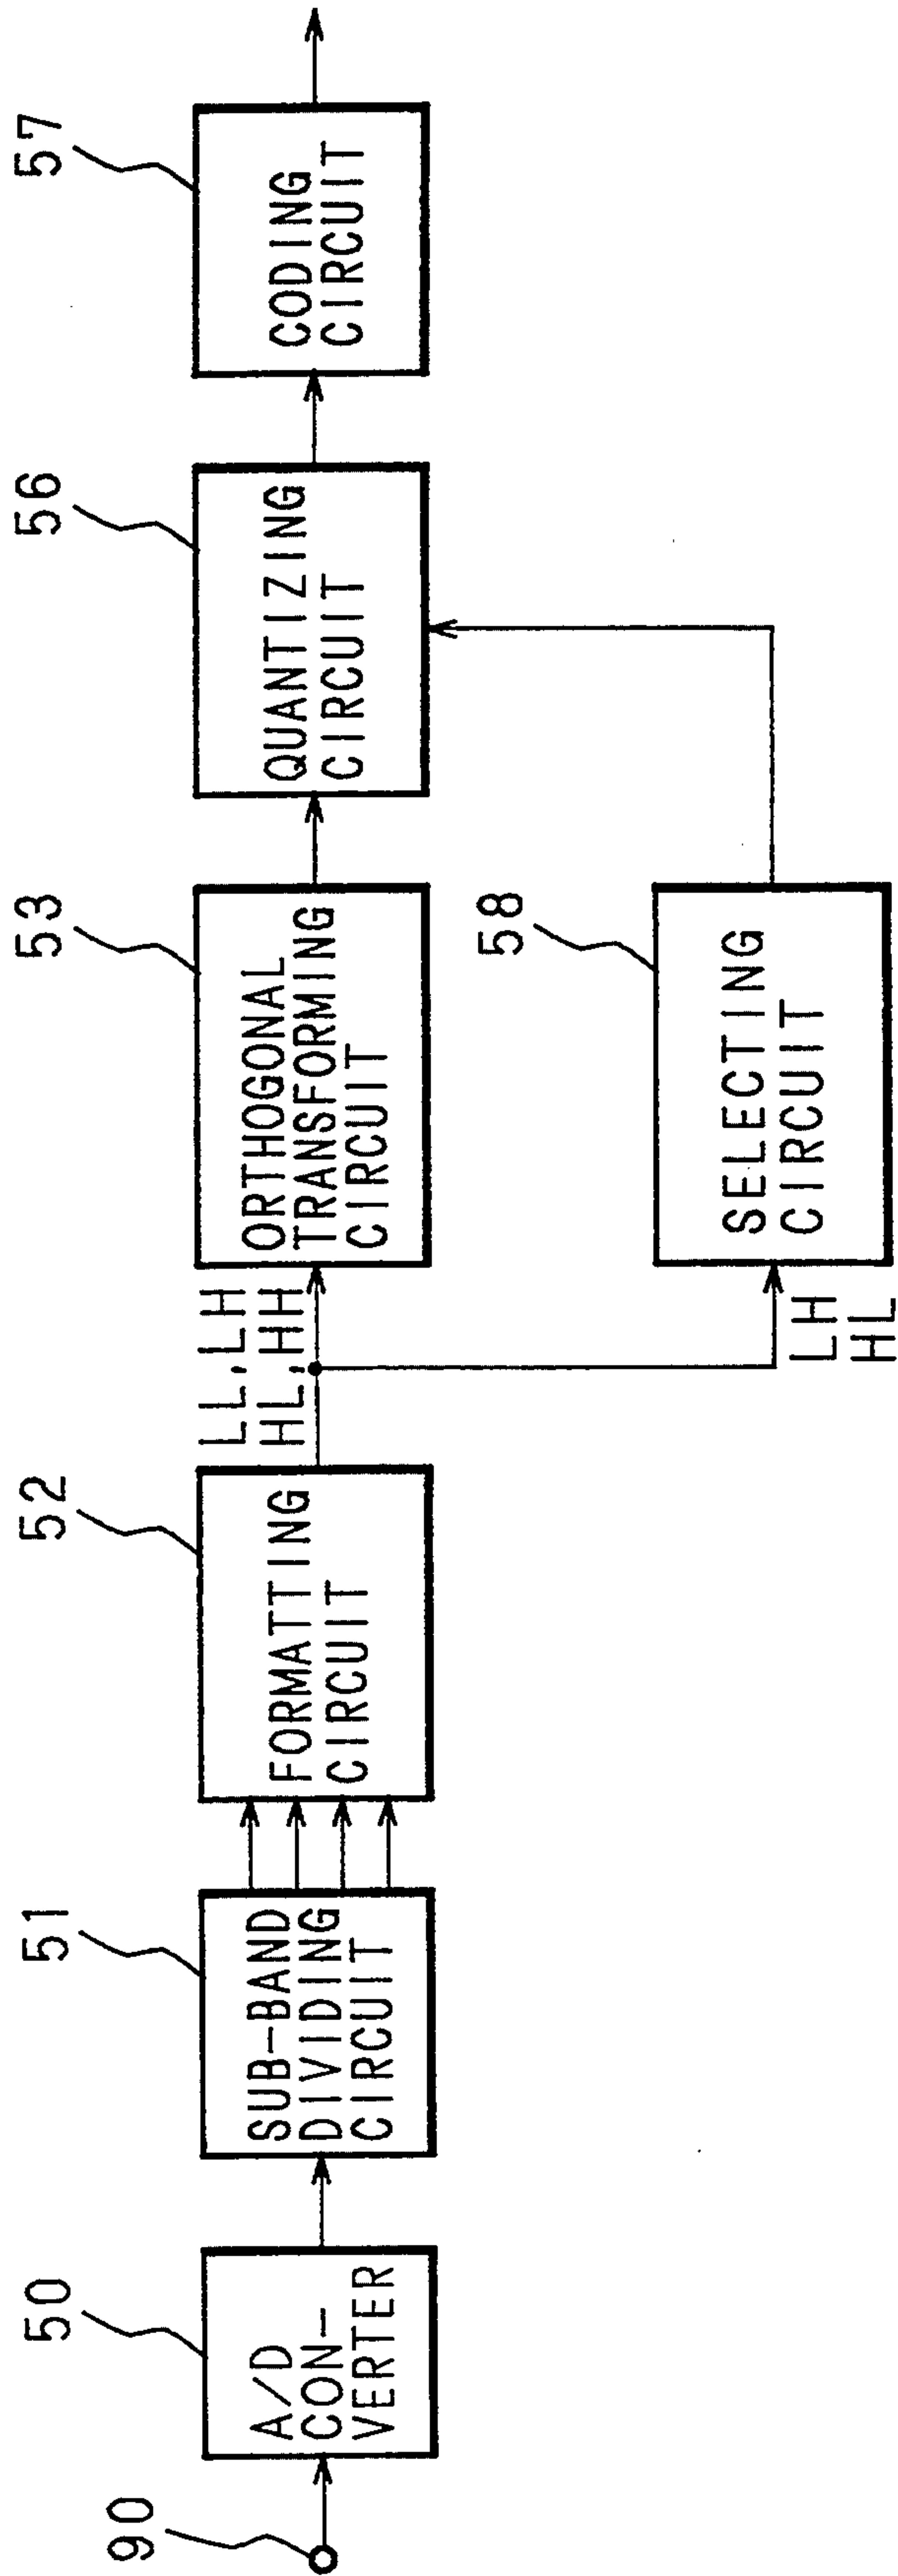 90
50
A/D
CON-
VERTER
51
SUB-BAND
DIVIDING
CIRCUIT
52
FORMATTING
CIRCUIT
LL,LH
HL,HH
53
ORTHOGONAL
TRANSFORMING
CIRCUIT
56
QUANTIZING
CIRCUIT
57
CODING
CIRCUIT
LH
HL
58
SELECTING
CIRCUIT